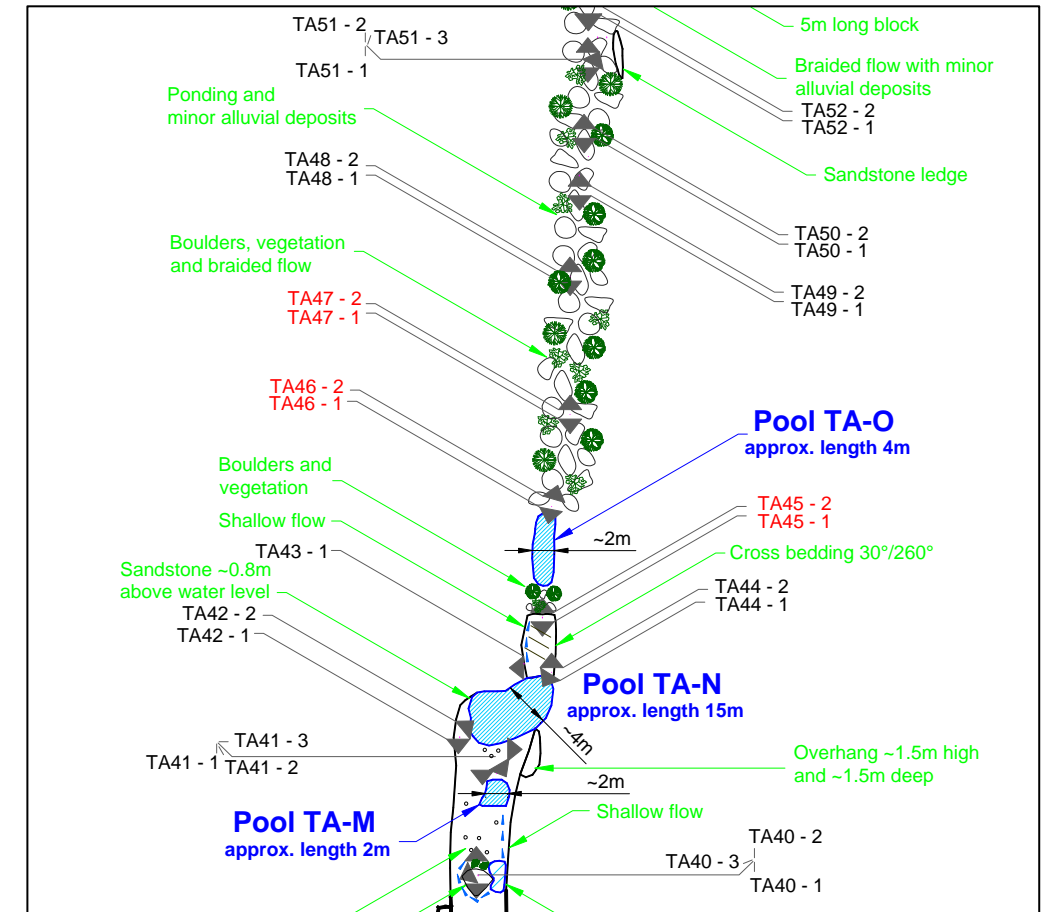 TA51 - 2
TA51 - 3
TA51 - 1
5m long block
Braided flow with minor
alluvial deposits
Ponding and
minor alluvial deposits
TA52 - 2
TA52 - 1
TA48 - 2
TA48 - 1
Sandstone ledge
Boulders, vegetation
and braided flow
TA50 - 2
TA50 - 1
TA47 - 2
TA47 - 1
TA49 - 2
TA49 - 1
TA46 - 2
TA46 - 1
Pool TA-O
approx. length 4m
Boulders and
vegetation
Shallow flow
TA45 - 2
TA45 - 1
TA43 - 1
~2m
Cross bedding 30°/260°
Sandstone ~0.8m
above water level
TA44 - 2
TA44 - 1
TA42 - 2
TA42 - 1
Pool TA-N
approx. length 15m
~4m
TA41 - 3
TA41 - 1
TA41 - 2
Overhang ~1.5m high
and ~1.5m deep
~2m
Pool TA-M
approx. length 2m
Shallow flow
TA40 - 2
TA40 - 3
TA40 - 1